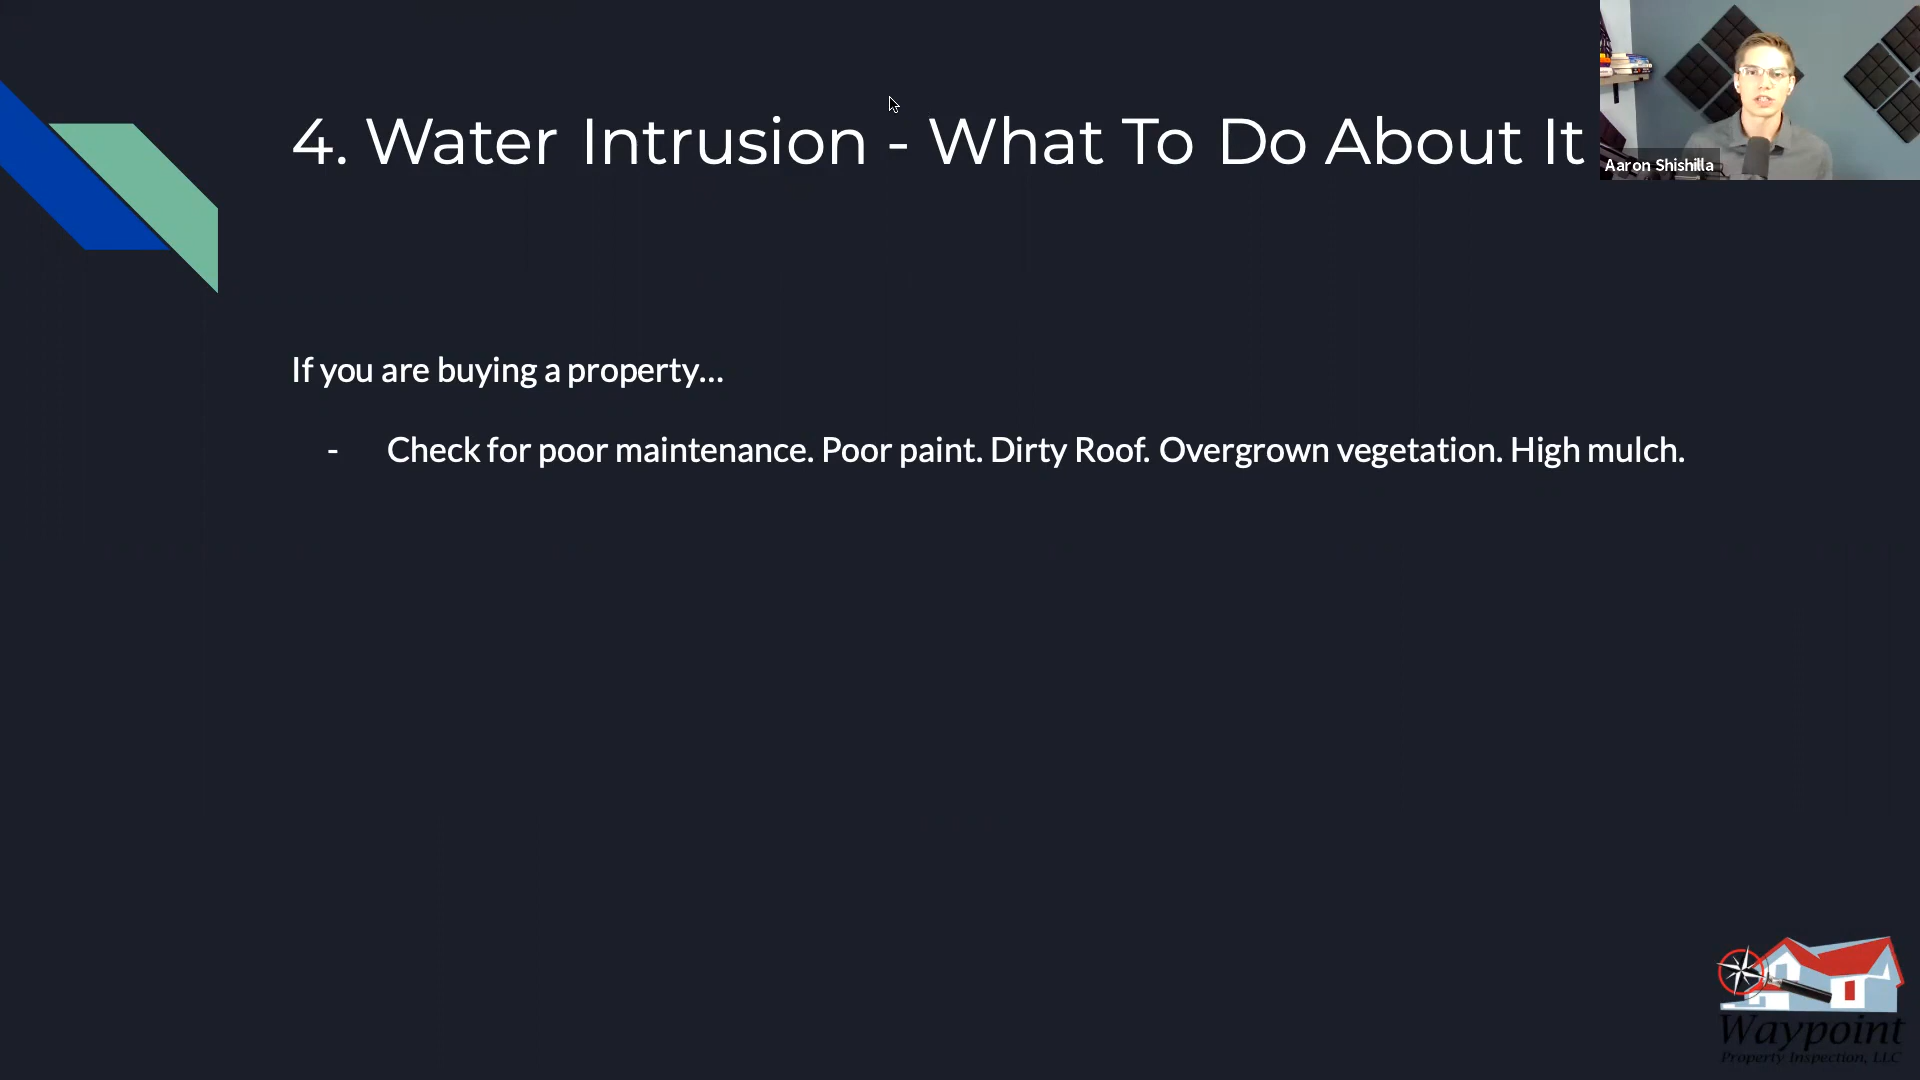 4. Water Intrusion - What To Do About It
Aaron Shishilla
If you are buying a property...
- Check for poor maintenance. Poor paint. Dirty Roof. Overgrown vegetation. High mulch.
Waypoint
Property Inspection, LLC